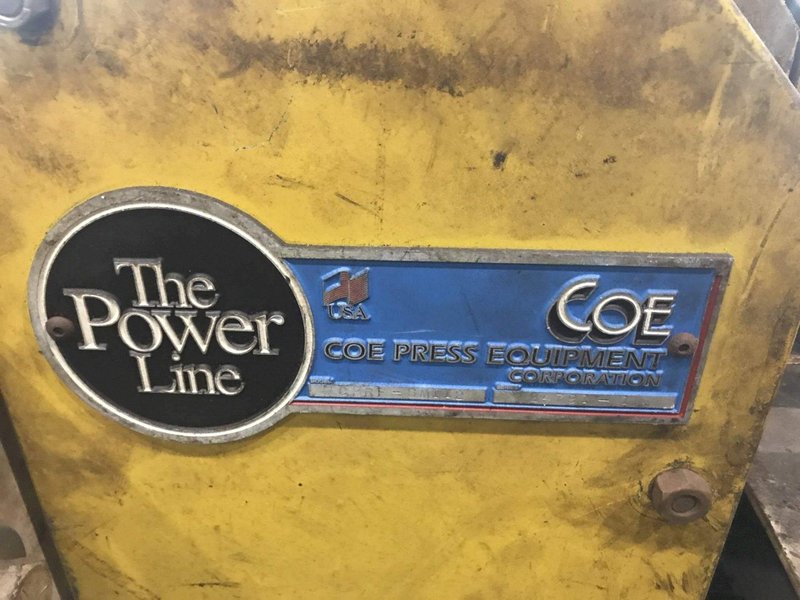 The
Power
Line
USA
COE
COE PRESS EQUIPMENT
CORPORATION